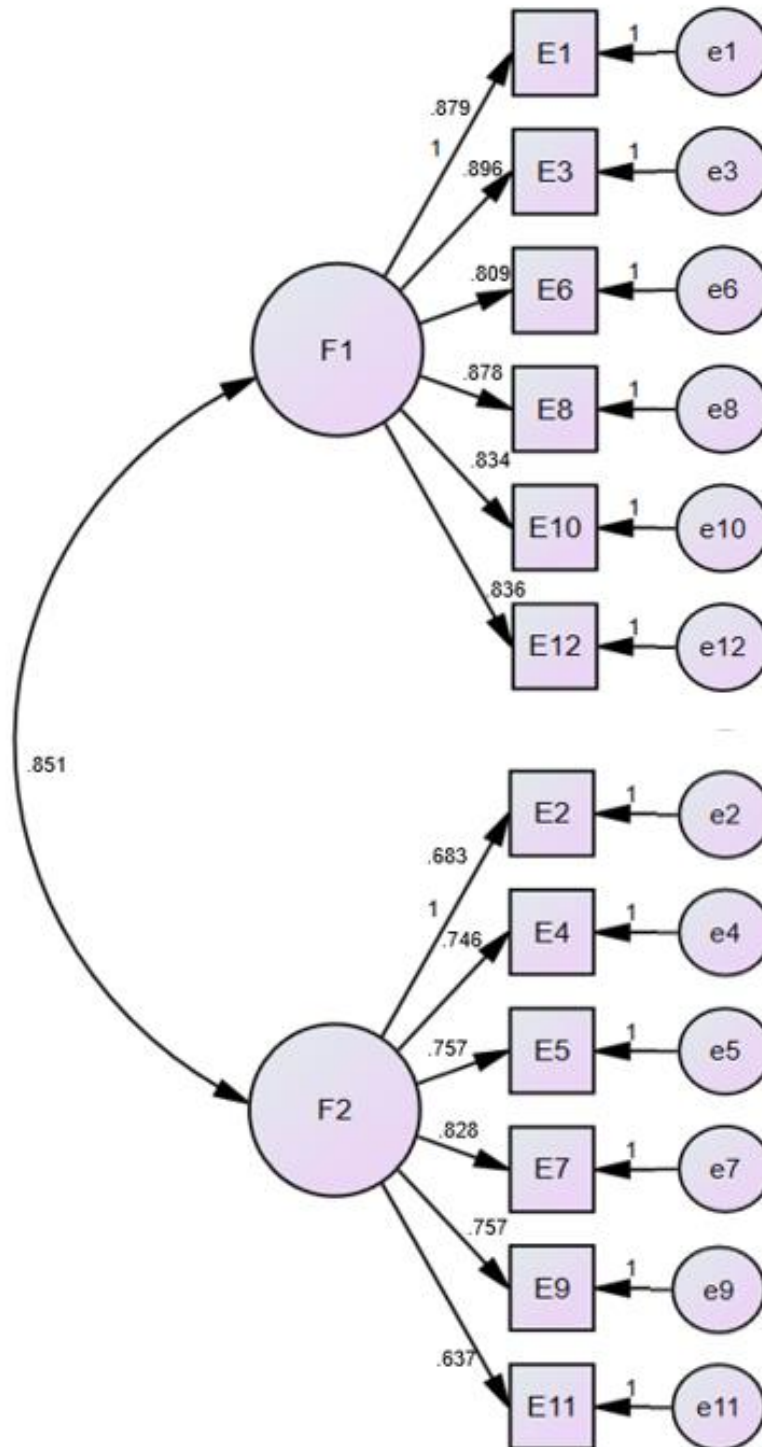 E1 1 e1
.879
1
.896
E3 1 e3
.809
E6 1 e6
F1
.878
E8 1 e8
.834
E10 1 e10
.836
E12 1 e12
.851
E2 1 e2
.683
1
.746
E4 1 e4
.757
E5 1 e5
F2
.828
E7 1 e7
.757
E9 1 e9
.637
E11 1 e11